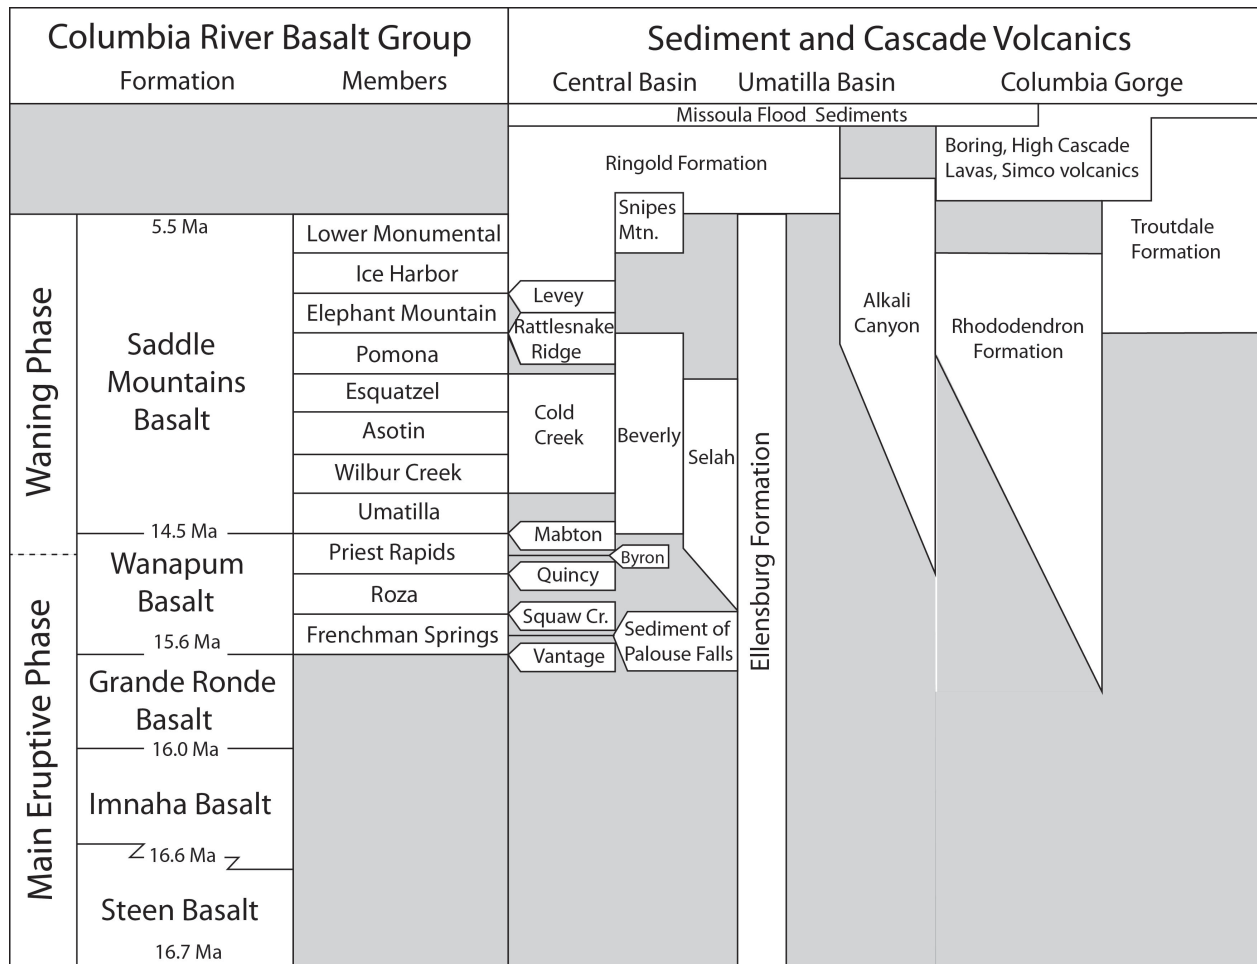 Columbia River Basalt Group
Sediment and Cascade Volcanics
Formation
Members
Central Basin
Umatilla Basin
Columbia Gorge
Missoula Flood Sediments
Ringold Formation
Boring, High Cascade
Lavas, Simco volcanics
Snipes
Mtn.
Troutdale
Formation
Waning Phase
Main Eruptive Phase
5.5 Ma
Saddle
Mountains
Basalt
14.5 Ma
Wanapum
Basalt
15.6 Ma
Grande Ronde
Basalt
16.0 Ma
Imnaha Basalt
16.6 Ma
Steen Basalt
16.7 Ma
Lower Monumental
Ice Harbor
Elephant Mountain
Pomona
Esquatzel
Asotin
Wilbur Creek
Umatilla
Priest Rapids
Roza
Frenchman Springs
Levey
Rattlesnake
Ridge
Cold
Creek
Mabton
Quincy
Squaw Cr.
Vantage
Beverly
Byron
Sediment of
Palouse Falls
Selah
Ellensburg Formation
Alkali
Canyon
Rhododendron
Formation